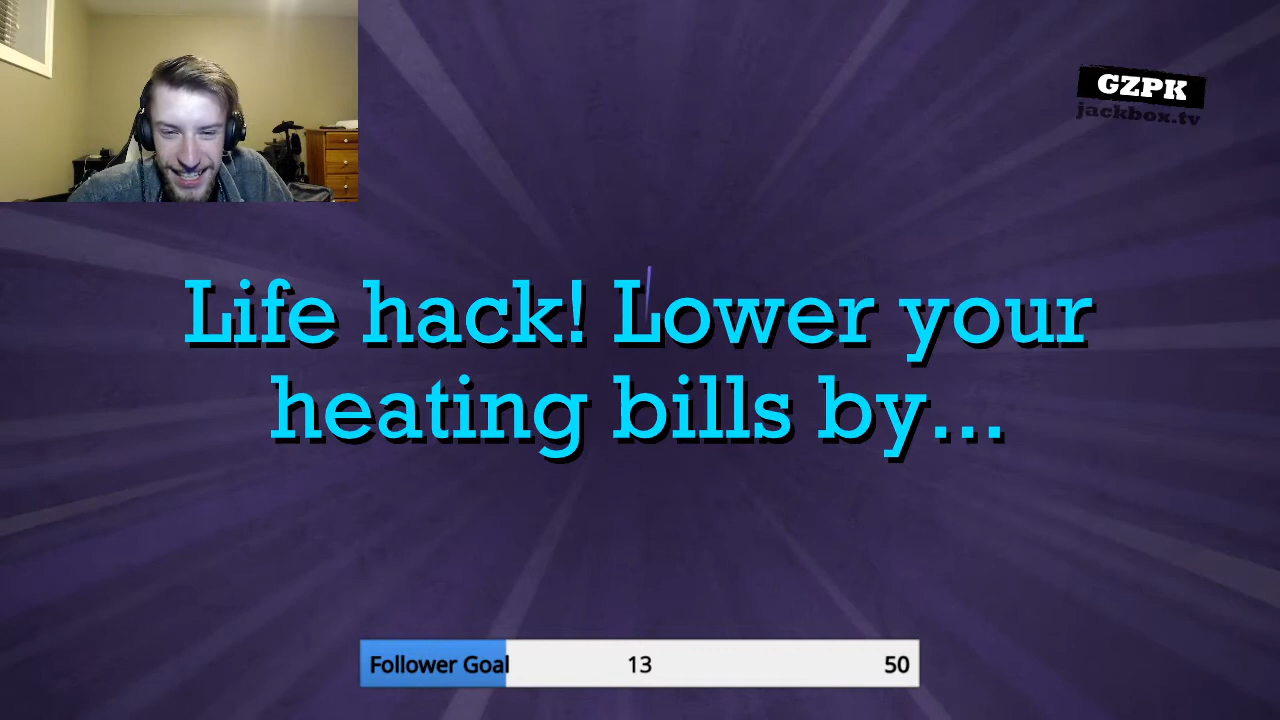 GZPK
jackbox.tv
Life hack! Lower your
heating bills by...
Follower Goal 13 50